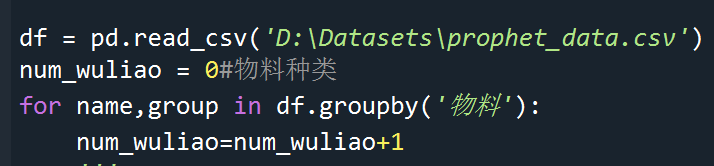 df = pd.read_csv('D:\Datasets\prophet_data.csv')
num_wuliao = 0#物料种类
for name,group in df.groupby('物料'):
num_wuliao=num_wuliao+1